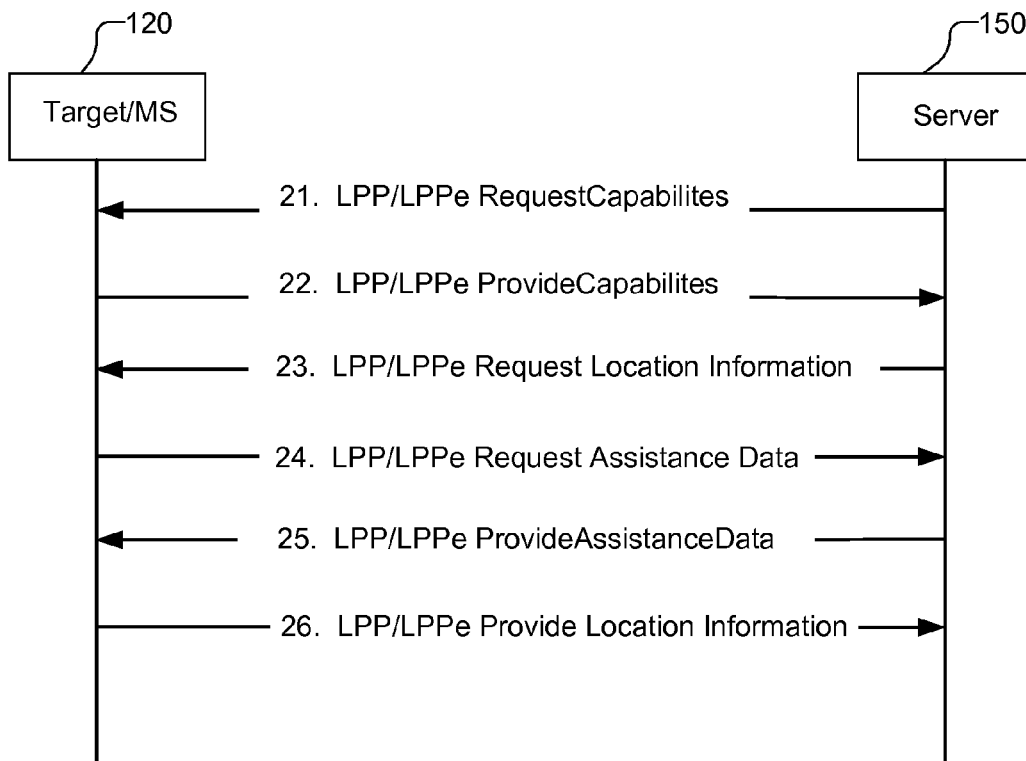 120
150
Target/MS
Server
21. LPP/LPPe RequestCapabilites
22. LPP/LPPe ProvideCapabilites
23. LPP/LPPe Request Location Information
24. LPP/LPPe Request Assistance Data
25. LPP/LPPe ProvideAssistanceData
26. LPP/LPPe Provide Location Information